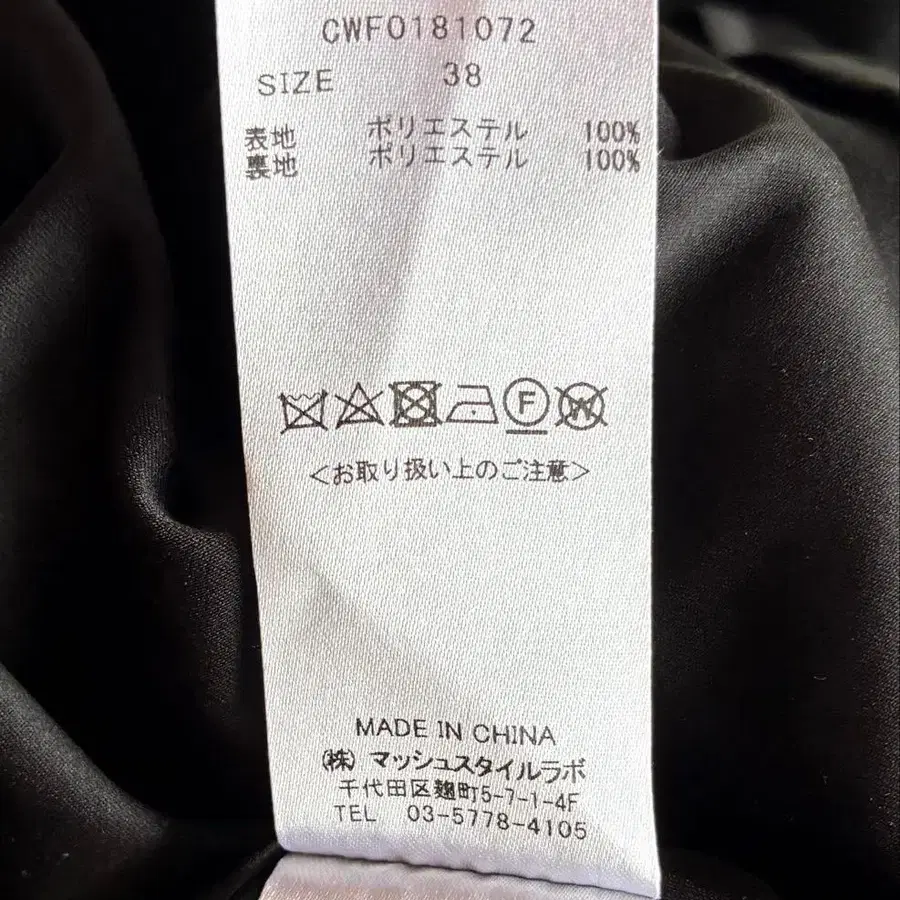 CWF0181072
SIZE 38
表地 ポリエステル 100%
裏地 ポリエステル 100%
F W
<お取り扱い上のご注意>
MADE IN CHINA
(株) マッシュスタイルラボ
千代田区麹町5-7-1-4F
TEL 03-5778-4105